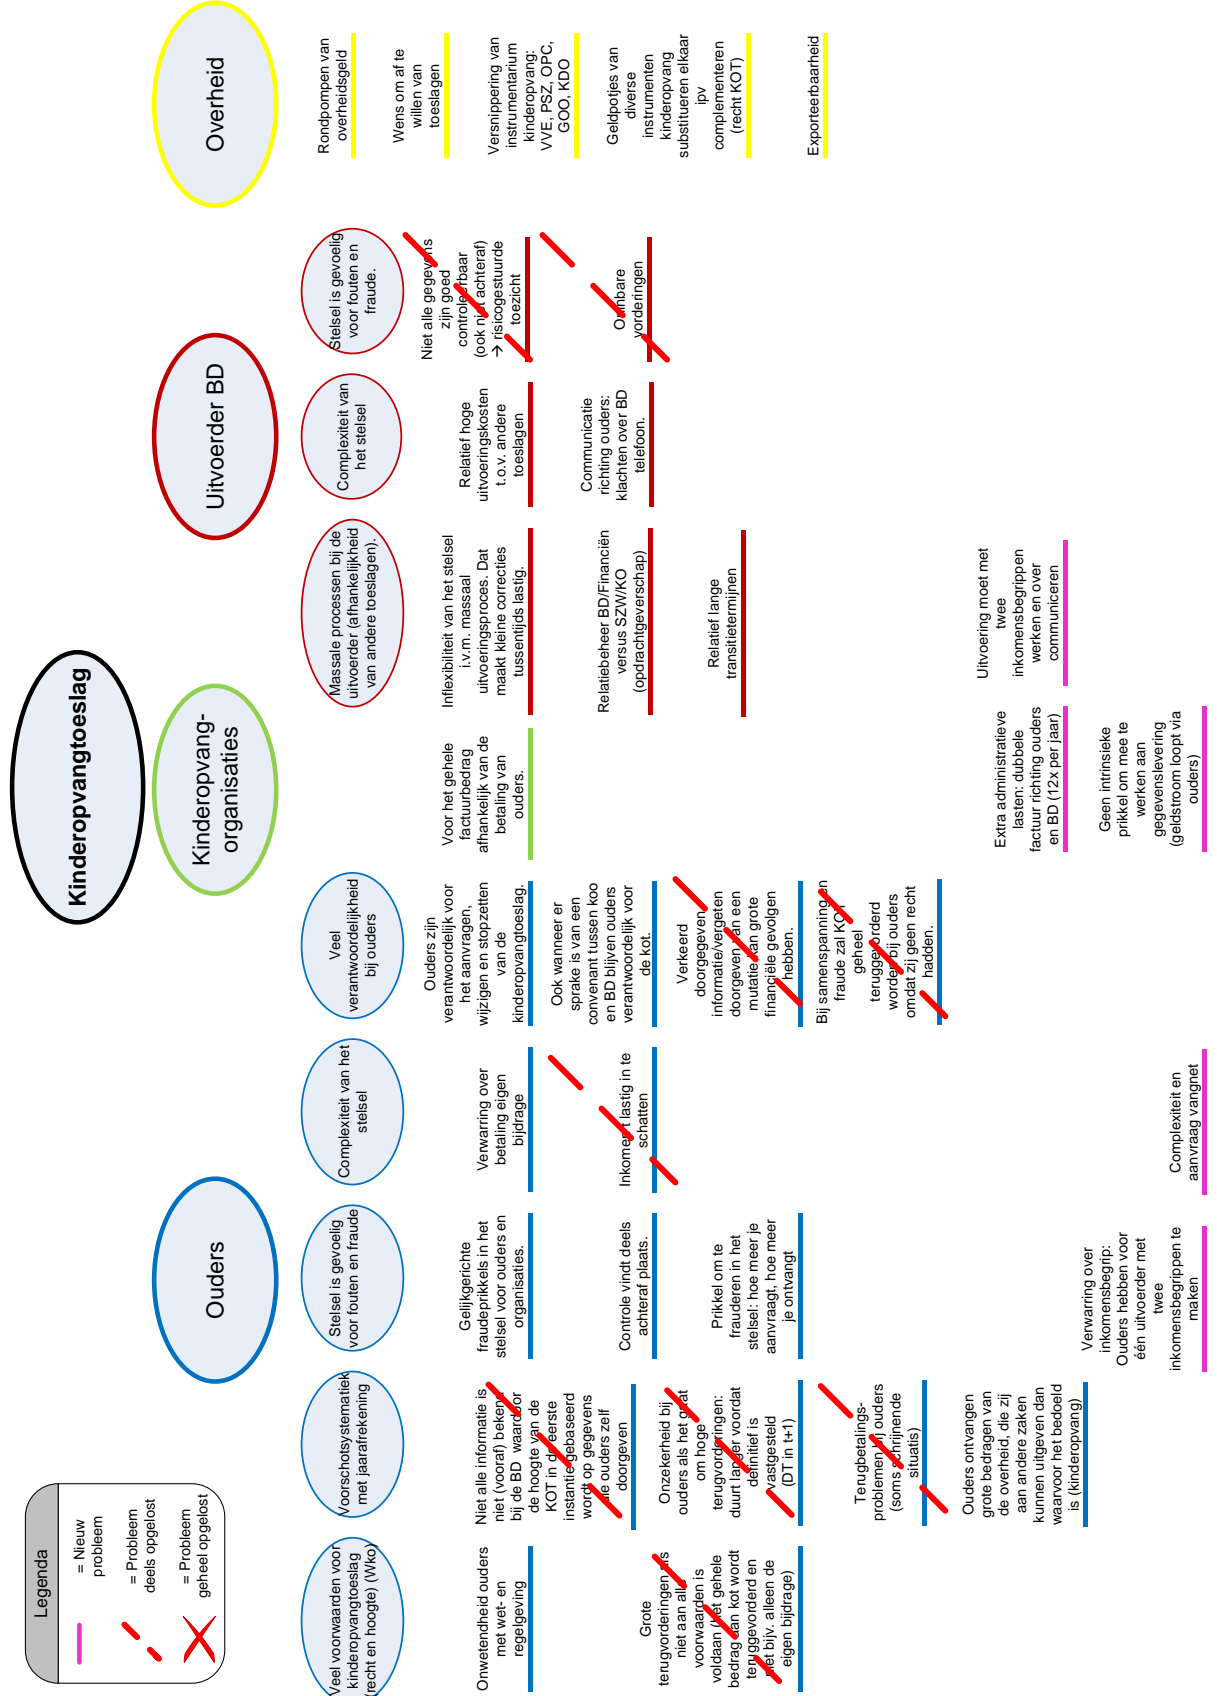 Kinderopvangtoeslag
Legenda
= Nieuw
probleem
= Probleem
deels opgelost
= Probleem
geheel opgelost
Ouders
Veel voorwaarden voor
kinderopvangtoeslag
(recht en hoogte) (Wko)
Onwetendheid ouders
met wet- en
regelgeving
Grote
terugvorderingen als
niet aan alle
voorwaarden is
voldaan (het gehele
bedrag aan kot wordt
teruggevorderd en
niet bijv. alleen de
eigen bijdrage)
Voorschotsystematiek
met jaarafrekening
Niet alle informatie is
niet (vooraf) bekend
bij de BD waardoor
de hoogte van de
KOT in de eerste
instantie gebaseerd
wordt op gegevens
die ouders zelf
doorgeven
Onzekerheid bij
ouders als het gaat
om hoge
terugvorderingen:
duurt langer voordat
definitief is
vastgesteld
(DT in t+1)
Terugbetalings-
problemen bij ouders
(soms schrijnende
situatis)
Ouders ontvangen
grote bedragen van
de overheid, die zij
aan andere zaken
kunnen uitgeven dan
waarvoor het bedoeld
is (kinderopvang)
Stelsel is gevoelig
voor fouten en fraude
Gelijkgerichte
fraudeprikkels in het
stelsel voor ouders en
organisaties.
Controle vindt deels
achteraf plaats.
Prikkel om te
frauderen in het
stelsel: hoe meer je
aanvraagt, hoe meer
je ontvangt
Verwarring over
inkomensbegrip:
Ouders hebben voor
één uitvoerder met
twee
inkomensbegrippen te
maken
Complexiteit van het
stelsel
Verwarring over
betaling eigen
bijdrage
Inkomen t lastig in te
schatten
Complexiteit en
aanvraag vangnet
Veel
verantwoordelijkheid
bij ouders
Ouders zijn
verantwoordelijk voor
het aanvragen,
wijzigen en stopzetten
van de
kinderopvangtoeslag.
Ook wanneer er
sprake is van een
convenant tussen koo
en BD blijven ouders
verantwoordelijk voor
de kot.
Verkeerd
doorgegeven
informatie/vergeten
doorgeven van een
mutatie kan grote
financiële gevolgen
hebben.
Bij samenspanning en
fraude zal KOT
geheel
teruggevorderd
worden bij ouders
omdat zij geen recht
hadden.
Kinderopvang-
organisaties
Voor het gehele
factuurbedrag
afhankelijk van de
betaling van
ouders.
Extra administratieve
lasten: dubbele
factuur richting ouders
en BD (12x per jaar)
Geen intrinsieke
prikkel om mee te
werken aan
gegevenslevering
(geldstroom loopt via
ouders)
Uitvoerder BD
Massale processen bij de
uitvoerder (afhankelijkheid
van andere toeslagen).
Inflexibiliteit van het stelsel
i.v.m. massaal
uitvoeringsproces. Dat
maakt kleine correcties
tussentijds lastig.
Relatiebeheer BD/Financiën
versus SZW/KO
(opdrachtgeverschap)
Relatief lange
transitietermijnen
Uitvoering moet met
twee
inkomensbegrippen
werken en over
communiceren
Complexiteit van
het stelsel
Relatief hoge
uitvoeringskosten
t.o.v. andere
toeslagen
Communicatie
richting ouders:
klachten over BD
telefoon.
Stelsel is gevoelig
voor fouten en
fraude.
Niet alle gegevens
zijn goed
controleerbaar
(ook niet achteraf)
→ risicogestuurde
toezicht
Oninbare
vorderingen
Overheid
Rondpompen van
overheidsgeld
Wens om af te
willen van
toeslagen
Versnippering van
instrumentarium
kinderopvang:
VVE, PSZ, OPC,
GOO, KDO
Geldpotjes van
diverse
instrumenten
kinderopvang
substitueren elkaar
ipv
complementeren
(recht KOT)
Exporteerbaarheid